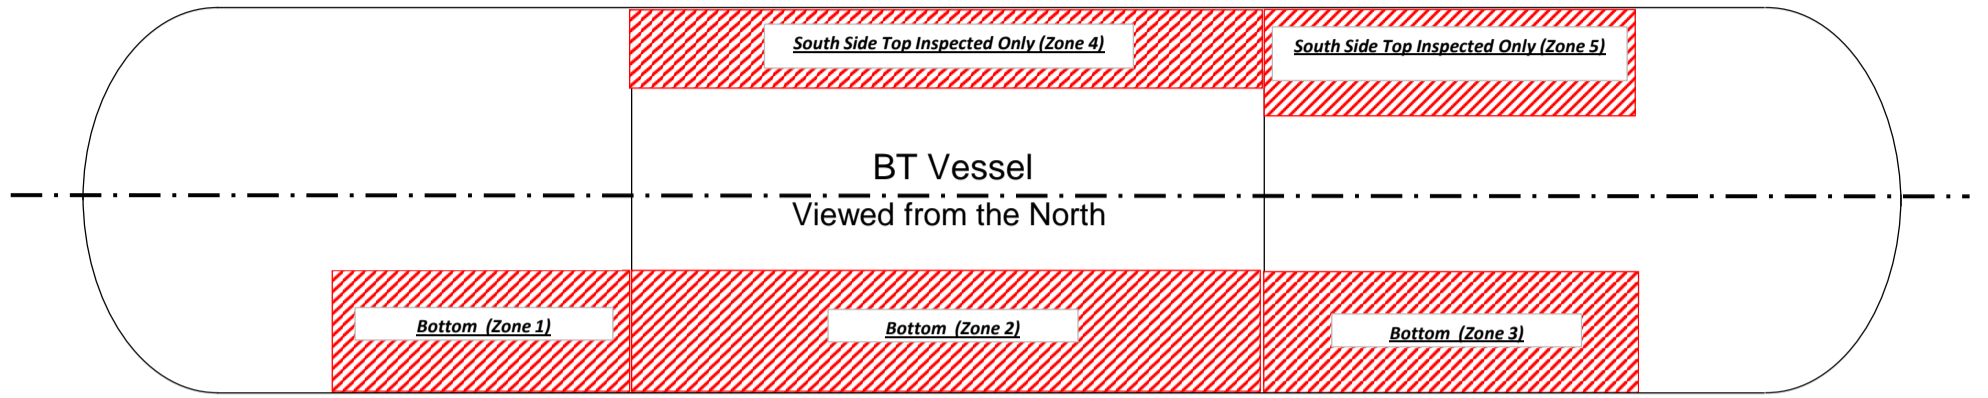 South Side Top Inspected Only (Zone 4)
South Side Top Inspected Only (Zone 5)
BT Vessel
Viewed from the North
Bottom  (Zone 1)
Bottom  (Zone 2)
Bottom  (Zone 3)